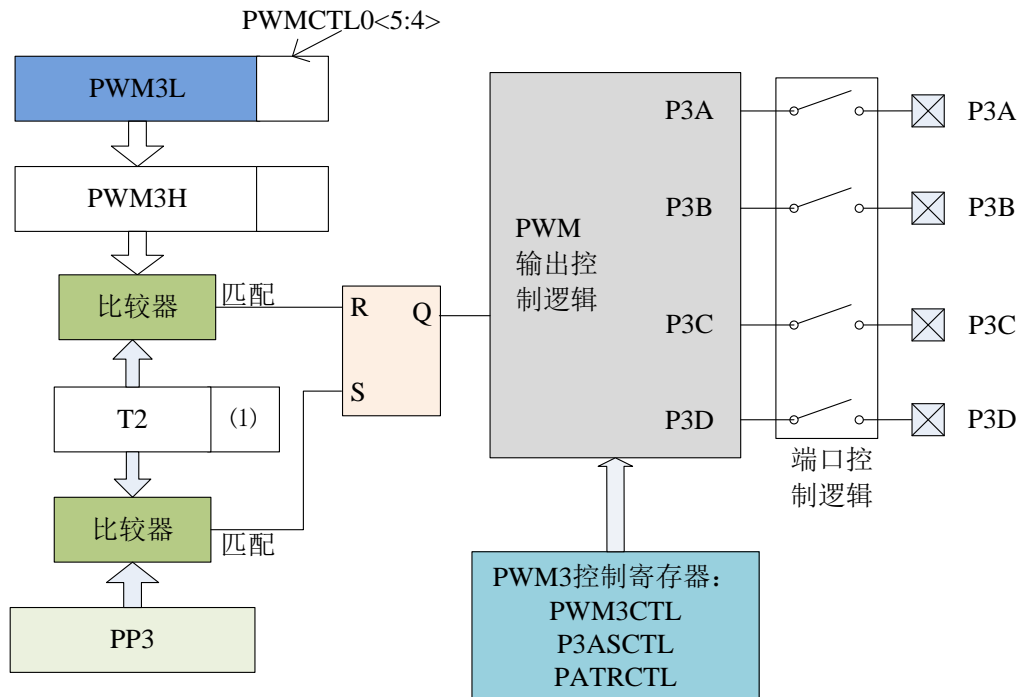 PWMCTL0<5:4>
PWM3L
PWM3H
比较器
匹配
T2
(1)
比较器
匹配
PP3
R
Q
S
PWM
输出控
制逻辑
P3A
P3B
P3C
P3D
P3A
P3B
P3C
P3D
端口控
制逻辑
PWM3控制寄存器：
PWM3CTL
P3ASCTL
PATRCTL